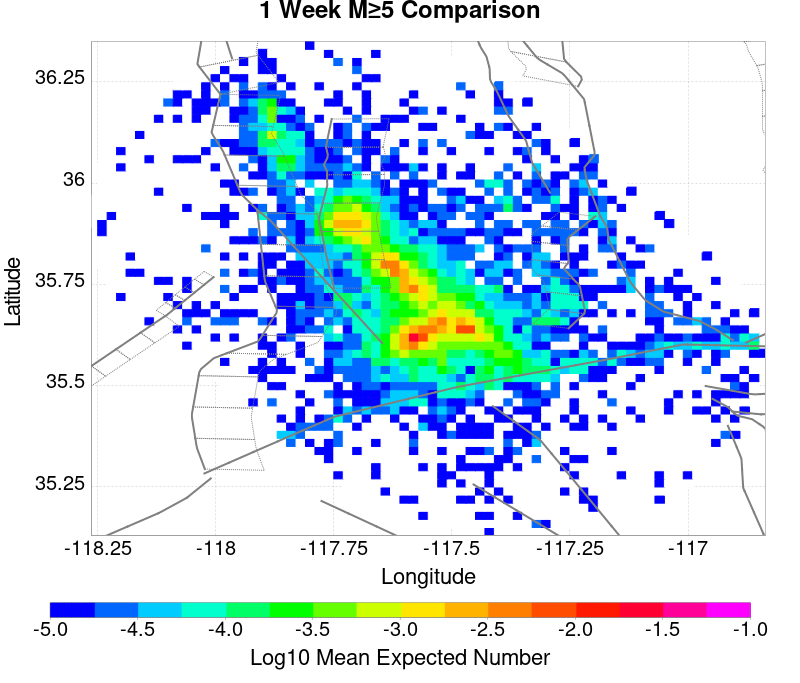 1 Week M≥5 Comparison
36.25
36
35.75
35.5
35.25
Latitude
-118.25 -118 -117.75 -117.5 -117.25 -117
Longitude
-5.0 -4.5 -4.0 -3.5 -3.0 -2.5 -2.0 -1.5 -1.0
Log10 Mean Expected Number